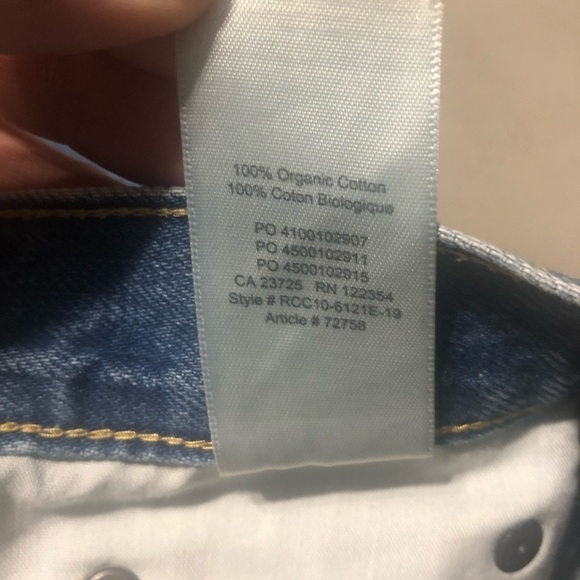 100% Organic Cotton
100% Coton Biologique
PO 4100102907
PO 4500102911
PO 4500102915
CA 23725 RN 122354
Style # RCC10-6121E-19
Article # 72758